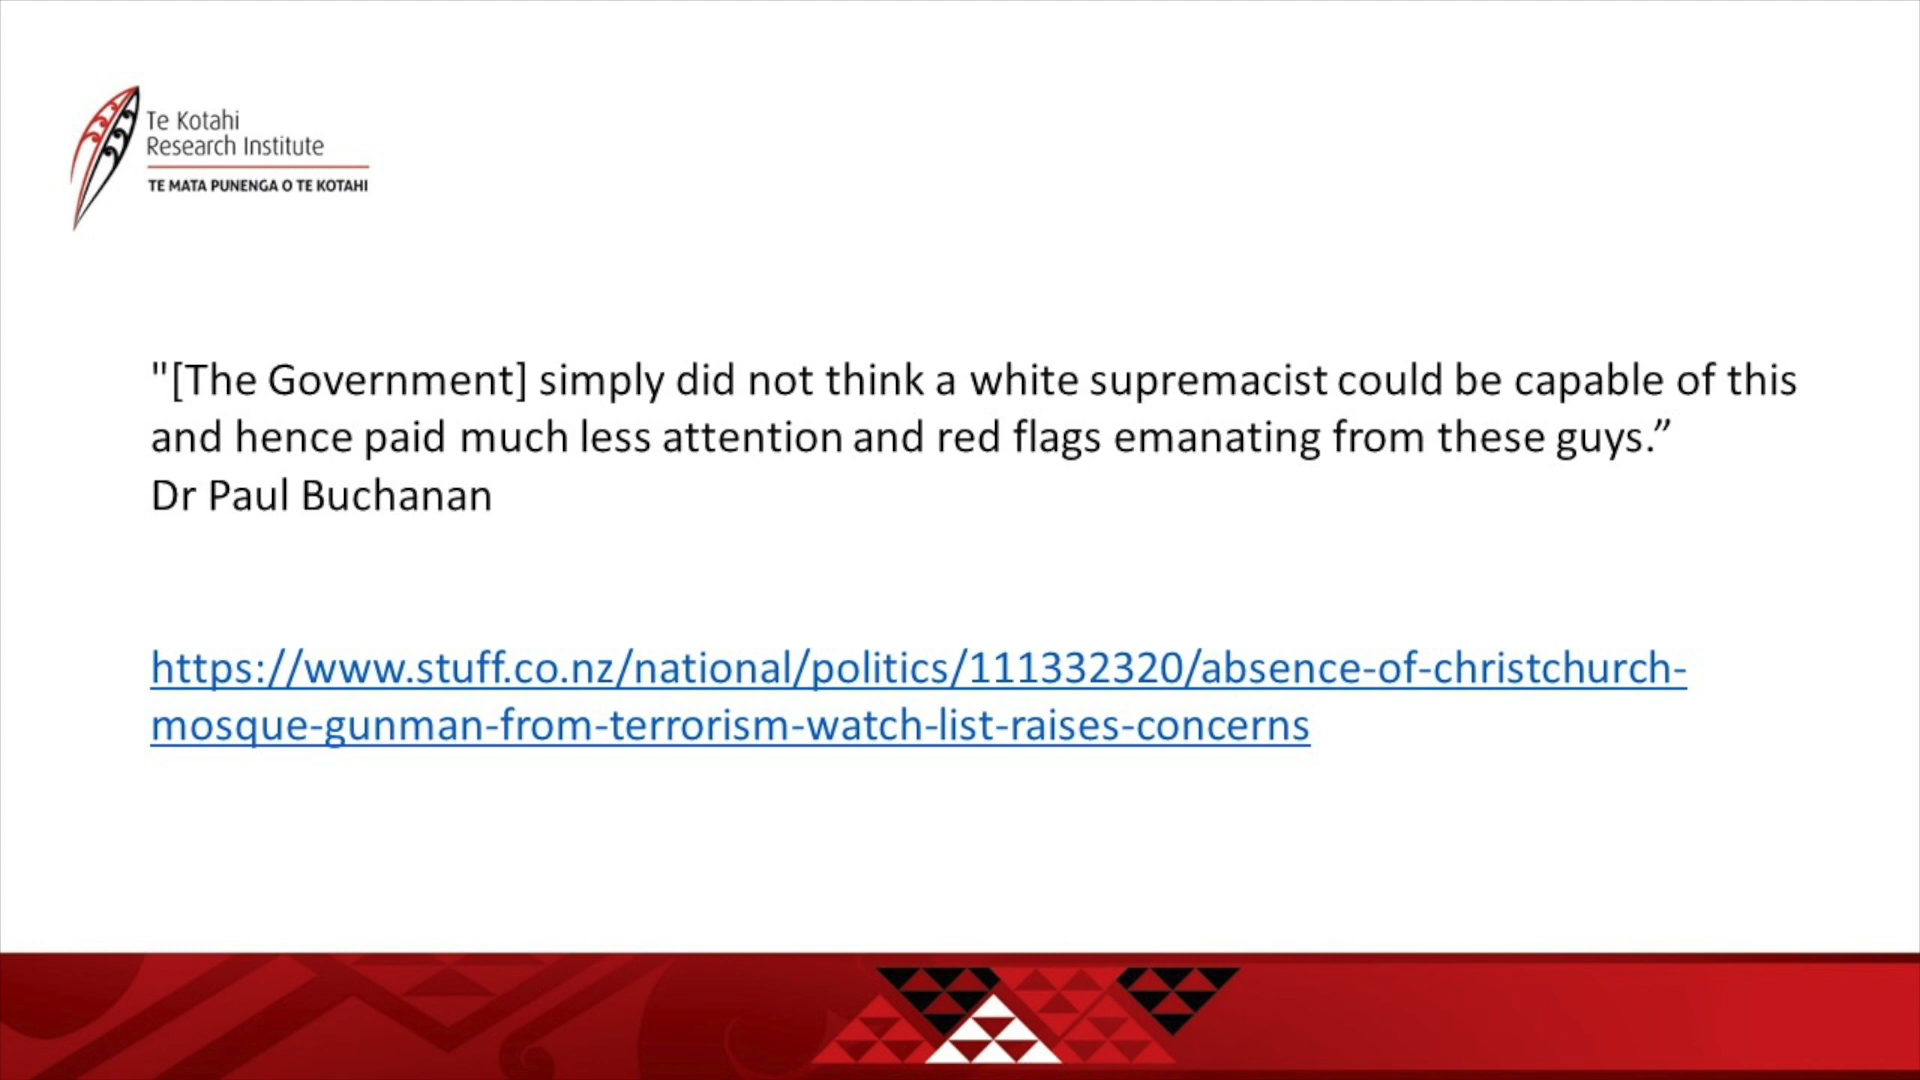 Te Kotahi
Research Institute
TE MATA PUNENGA O TE KOTAHI
"[The Government] simply did not think a white supremacist could be capable of this
and hence paid much less attention and red flags emanating from these guys.”
Dr Paul Buchanan
https://www.stuff.co.nz/national/politics/111332320/absence-of-christchurch-
mosque-gunman-from-terrorism-watch-list-raises-concerns